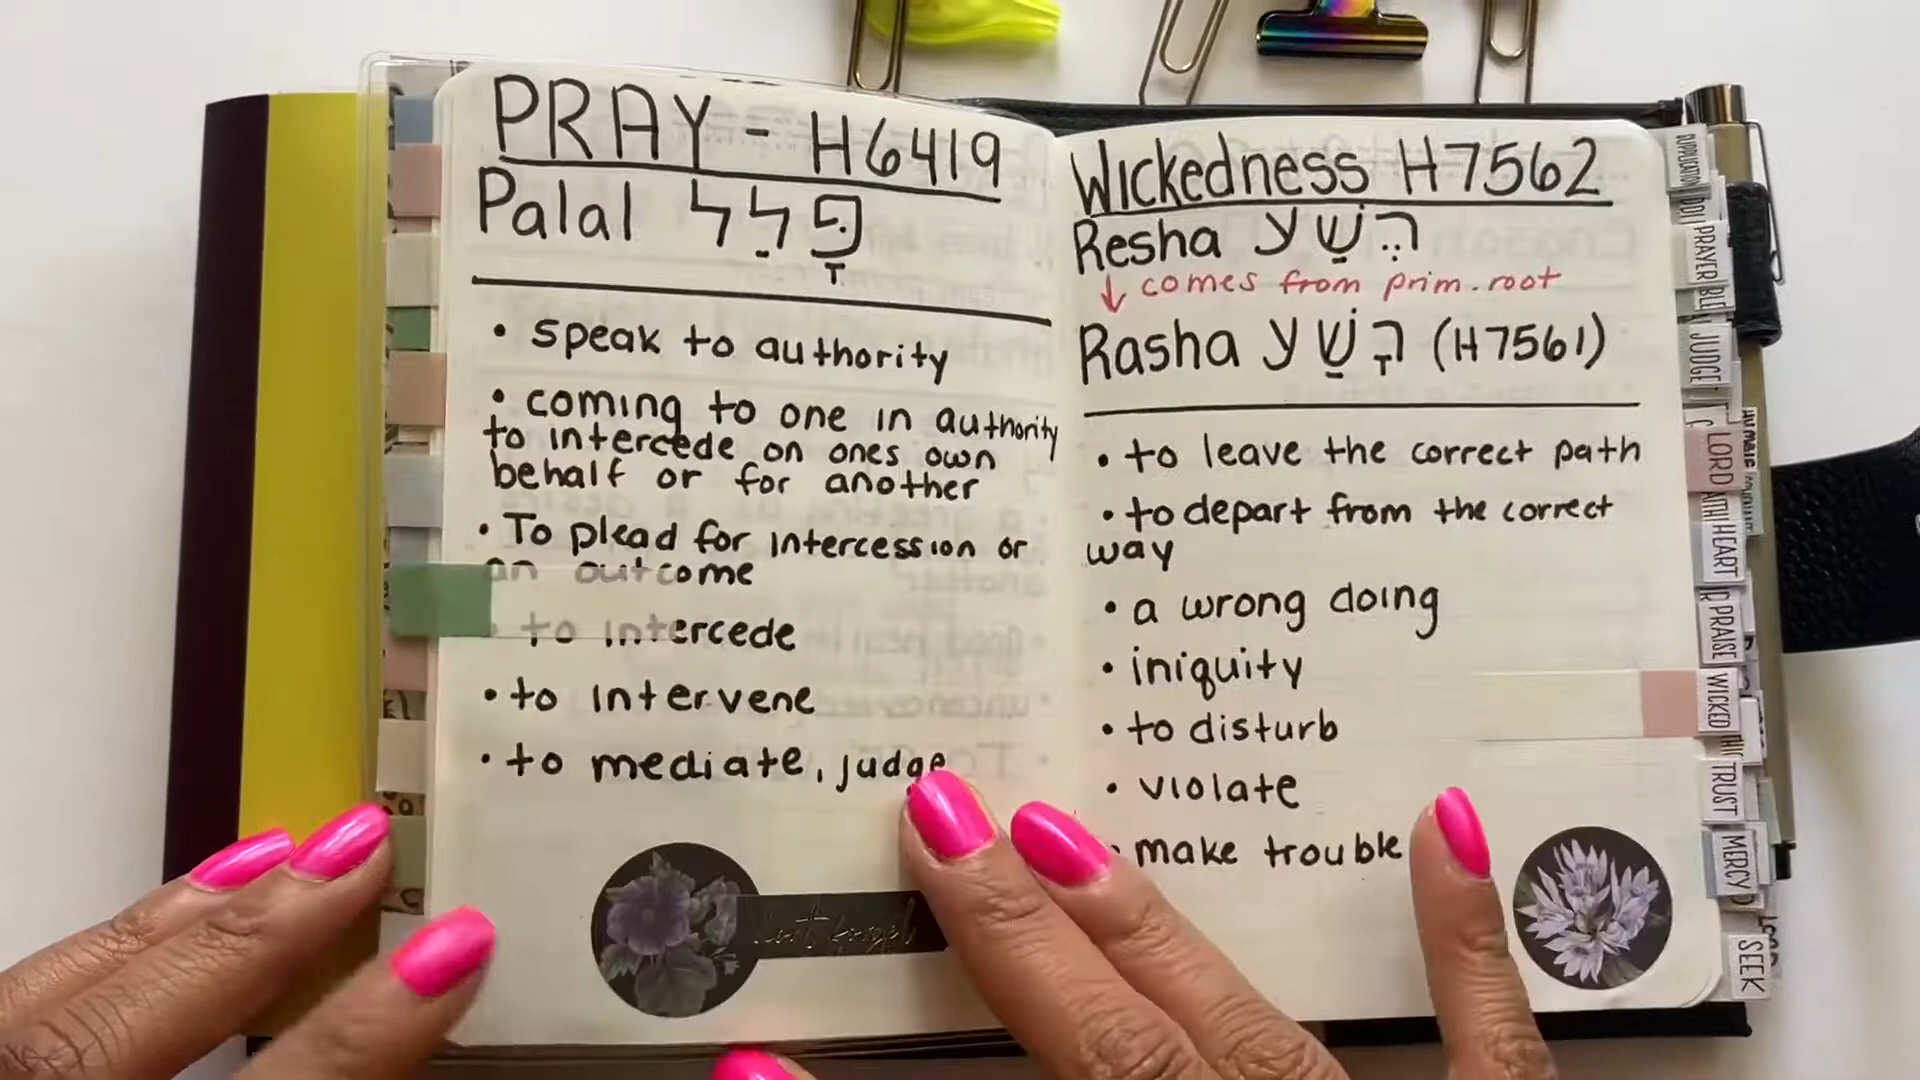 PRAY - H6419
Palal פָּלַל
• speak to authority
• coming to one in authority
to intercede on ones own
behalf or for another
• To plead for intercession or
an outcome
• to intercede
• to intervene
• to mediate, judge
don't forget
Wickedness H7562
Resha רֶשַׁע
↓ comes from prim. root
Rasha רָשַׁע (H7561)
• to leave the correct path
• to depart from the correct
way
• a wrong doing
• iniquity
• to disturb
• violate
• make trouble
PRAYER
JUDGE
LORD
HEART
PRAISE
WICKED
TRUST
MERCY
SEEK